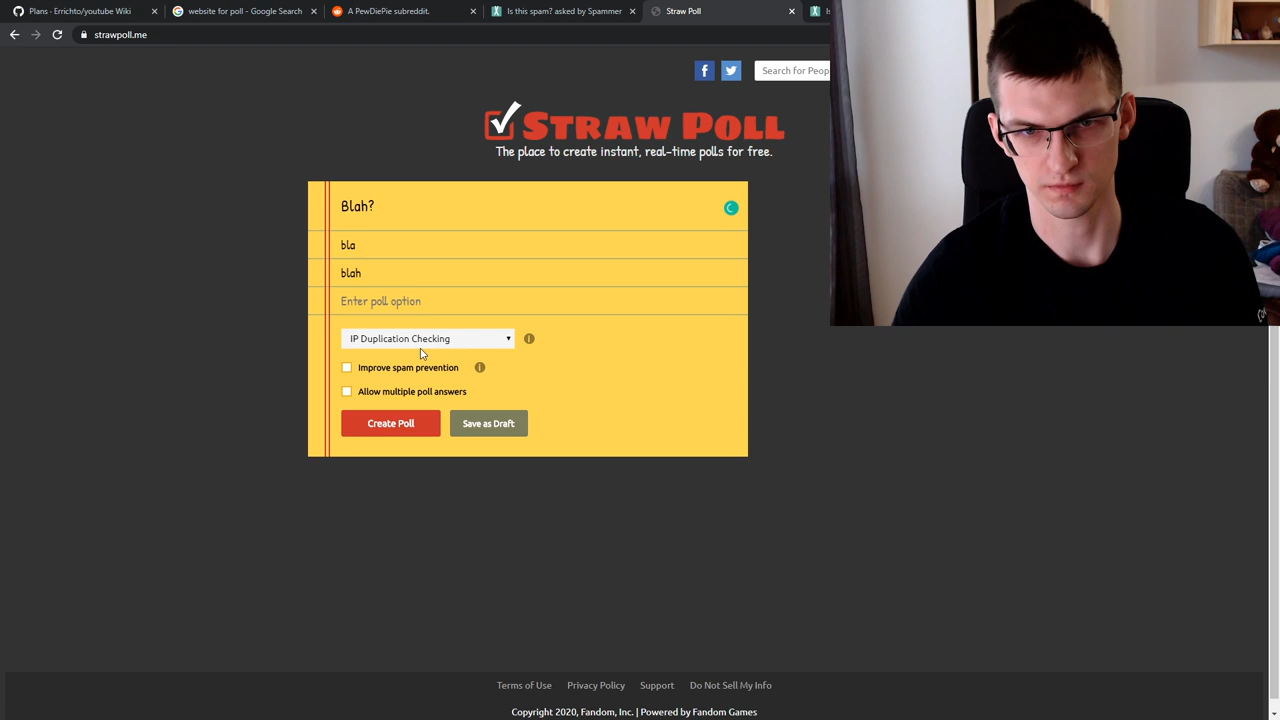 Plans - Errichto/youtube Wiki
website for poll - Google Search
A PewDiePie subreddit.
Is this spam? asked by Spammer
Straw Poll
strawpoll.me
Search for Peop
STRAW POLL
The place to create instant, real-time polls for free.
Blah?
bla
blah
Enter poll option
IP Duplication Checking
Improve spam prevention
Allow multiple poll answers
Create Poll
Save as Draft
Terms of Use
Privacy Policy
Support
Do Not Sell My Info
Copyright 2020, Fandom, Inc. | Powered by Fandom Games